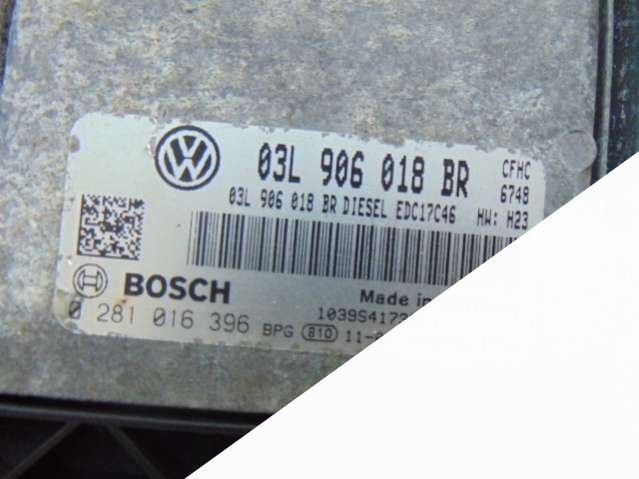 03L 906 018 BR CFHC
6748
03L 906 018 BR DIESEL EDC17C46 HW: H23
BOSCH
Made in
0 281 016 396 BPG 810 11-